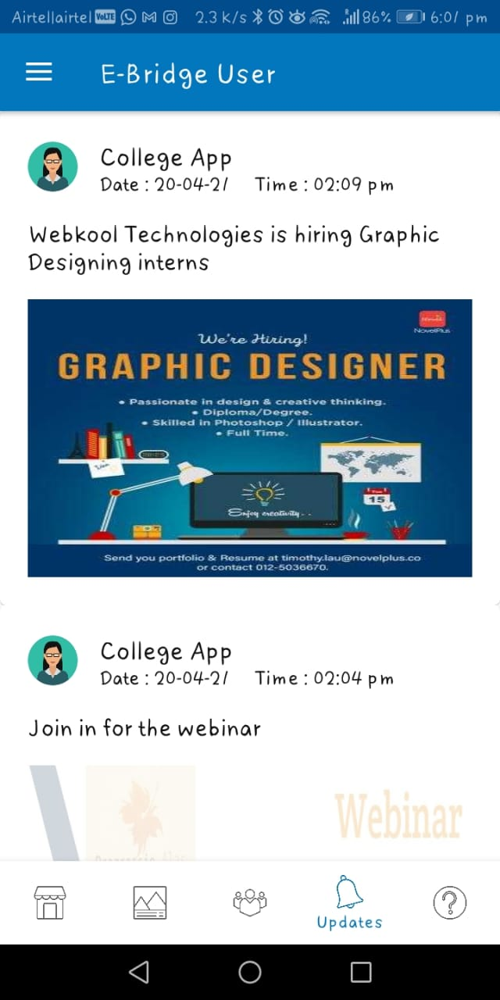 Airtel|airtel VoLTE 2.3 K/s 86% 6:01 pm
E-Bridge User
College App
Date : 20-04-21 Time : 02:09 pm
Webkool Technologies is hiring Graphic
Designing interns
NovelPlus
We're Hiring!
GRAPHIC DESIGNER
• Passionate in design & creative thinking.
• Diploma/Degree.
• Skilled in Photoshop / Illustrator.
• Full Time.
15
Enjoy creativity. . .
Send you portfolio & Resume at timothy.lau@novelplus.co
or contact 012-5036670.
College App
Date : 20-04-21 Time : 02:04 pm
Join in for the webinar
Webinar
Updates